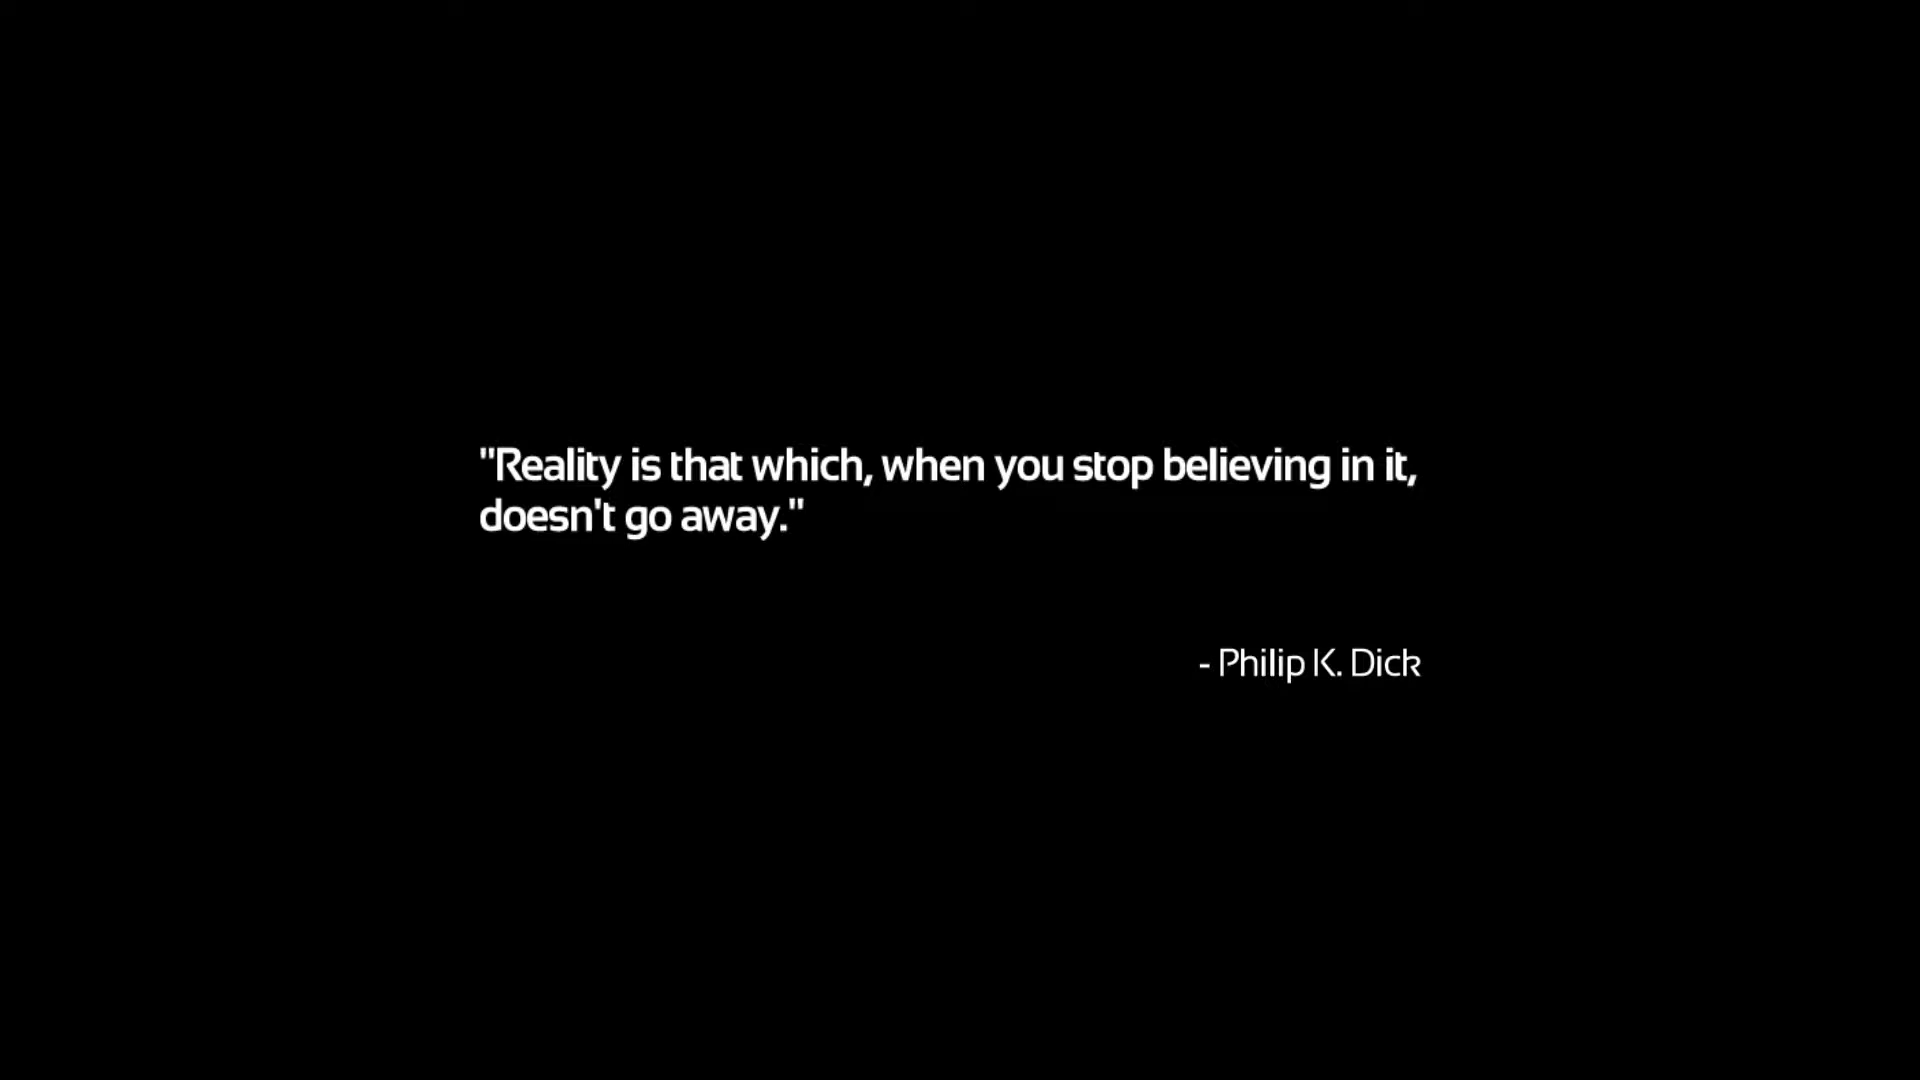 "Reality is that which, when you stop believing in it,
doesn't go away."
- Philip K. Dick